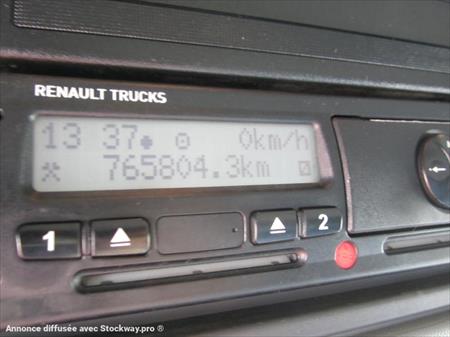 RENAULT TRUCKS
13 37 0km/h
765804.3km
1 2
Annonce diffusée avec Stockway.pro ®